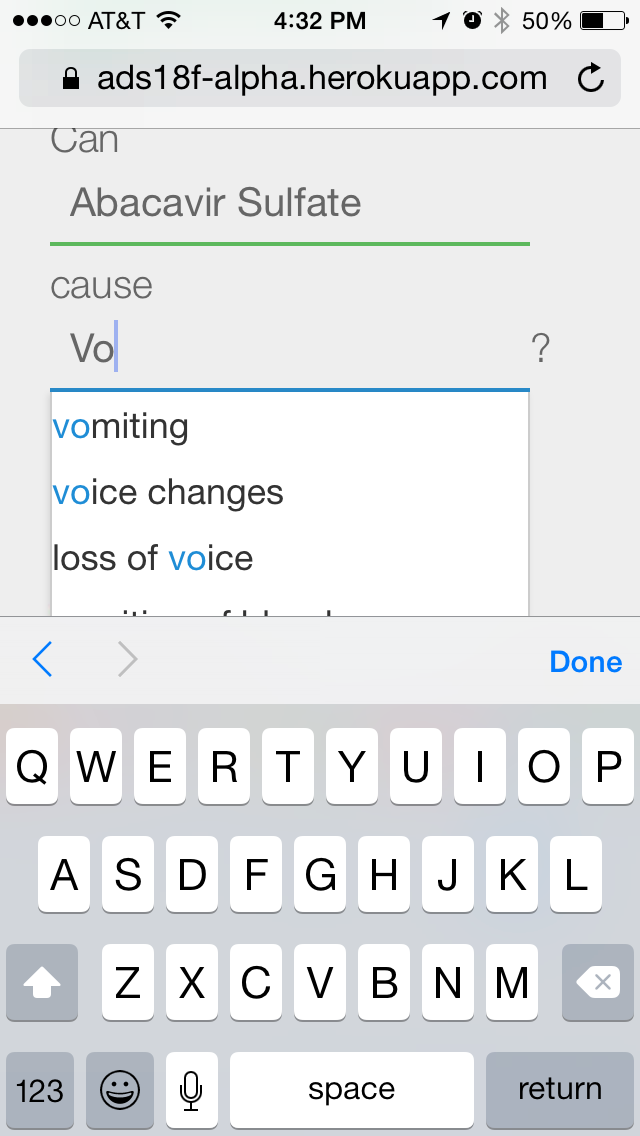 AT&T 4:32 PM 50%
ads18f-alpha.herokuapp.com
Can
Abacavir Sulfate
cause
Vo ?
vomiting
voice changes
loss of voice
Done
Q W E R T Y U I O P
A S D F G H J K L
Z X C V B N M
123 space return